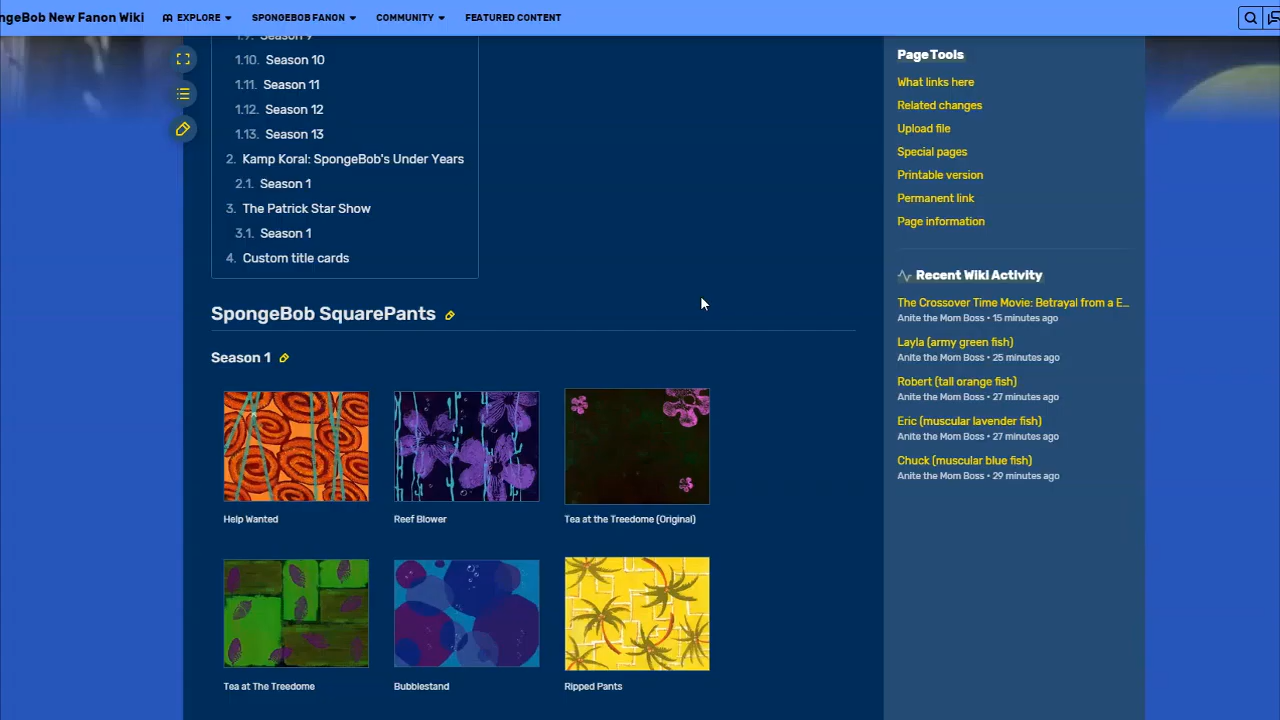 ngeBob New Fanon Wiki
EXPLORE
SPONGEBOB FANON
COMMUNITY
FEATURED CONTENT
1.9. Season 9
1.10. Season 10
1.11. Season 11
1.12. Season 12
1.13. Season 13
2. Kamp Koral: SpongeBob's Under Years
2.1. Season 1
3. The Patrick Star Show
3.1. Season 1
4. Custom title cards
SpongeBob SquarePants
Season 1
Help Wanted
Reef Blower
Tea at the Treedome (Original)
Tea at The Treedome
Bubblestand
Ripped Pants
Page Tools
What links here
Related changes
Upload file
Special pages
Printable version
Permanent link
Page information
Recent Wiki Activity
The Crossover Time Movie: Betrayal from a E...
Anite the Mom Boss • 15 minutes ago
Layla (army green fish)
Anite the Mom Boss • 25 minutes ago
Robert (tall orange fish)
Anite the Mom Boss • 27 minutes ago
Eric (muscular lavender fish)
Anite the Mom Boss • 27 minutes ago
Chuck (muscular blue fish)
Anite the Mom Boss • 29 minutes ago